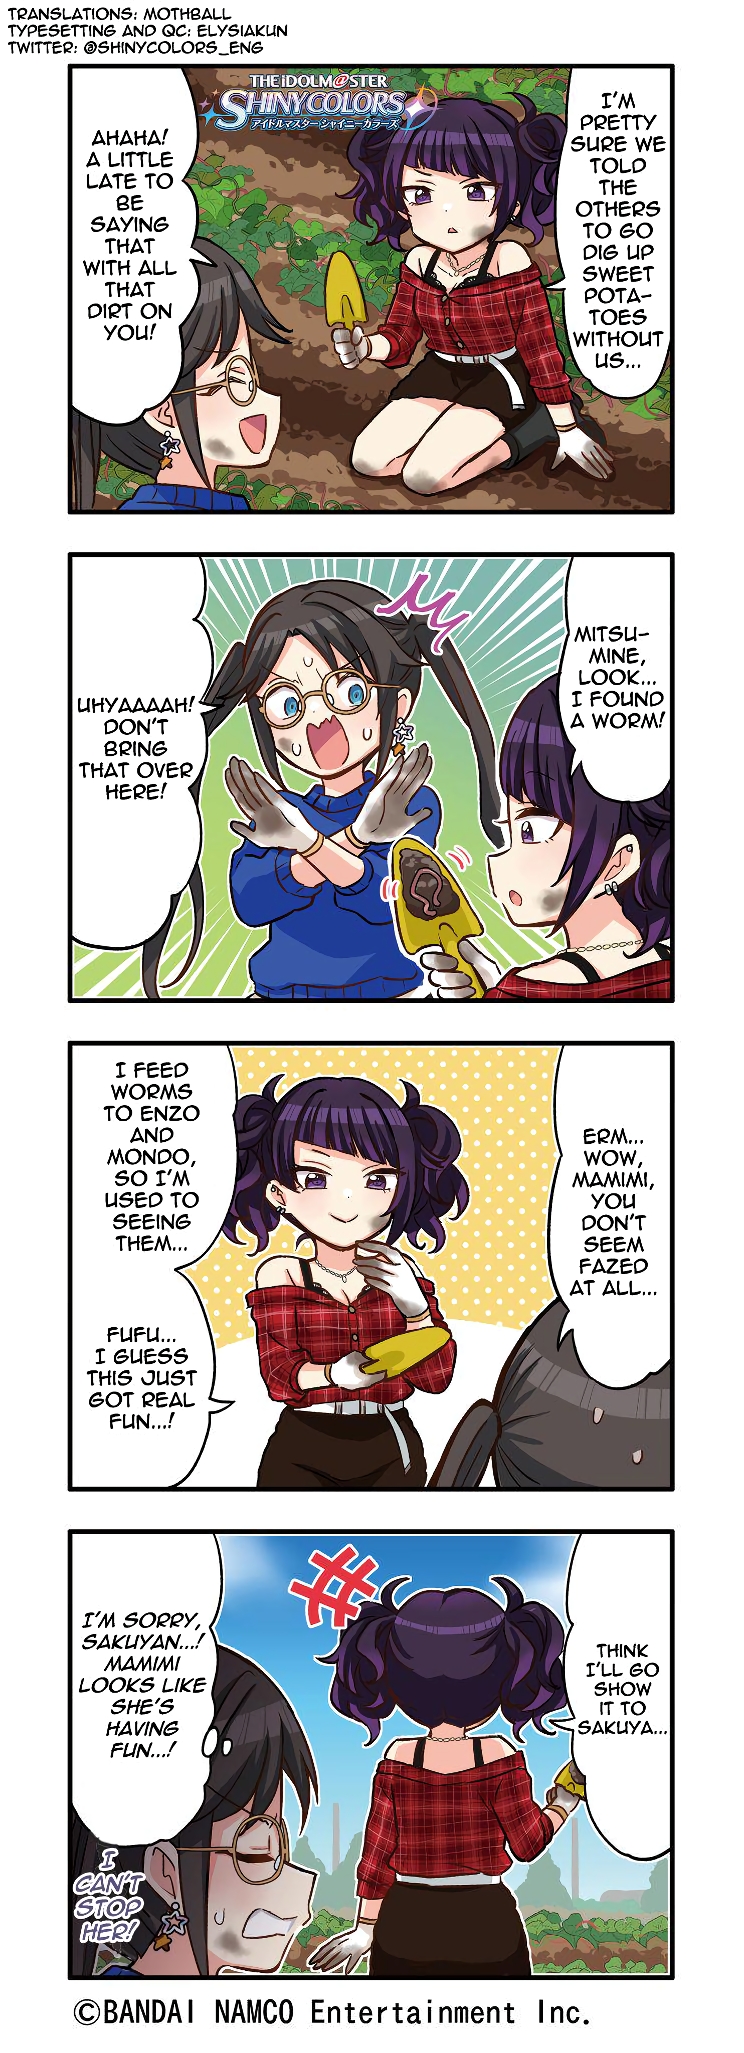 TRANSLATIONS: MOTHBALL
TYPESETTING AND QC: ELYSIAKUN
TWITTER: @SHINYCOLORS_ENG
THE iDOLM@STER
SHINYCOLORS
アイドルマスター シャイニーカラーズ
I'M
PRETTY
SURE WE
TOLD
THE
OTHERS
TO GO
DIG UP
SWEET
POTA-
TOES
WITHOUT
US...
AHAHA!
A LITTLE
LATE TO
BE
SAYING
THAT
WITH ALL
THAT
DIRT ON
YOU!
MITSU-
MINE,
LOOK...
I FOUND
A WORM!
UHYAAAAH!
DON'T
BRING
THAT OVER
HERE!
ERM...
WOW,
MAMIMI,
YOU
DON'T
SEEM
FAZED
AT ALL...
I FEED
WORMS
TO ENZO
AND
MONDO,
SO I'M
USED TO
SEEING
THEM...
FUFU...
I GUESS
THIS JUST
GOT REAL
FUN...!
THINK
I'LL GO
SHOW
IT TO
SAKUYA...
I'M SORRY,
SAKUYAN...!
MAMIMI
LOOKS LIKE
SHE'S
HAVING
FUN...!
I
CAN'T
STOP
HER!
©BANDAI NAMCO Entertainment Inc.